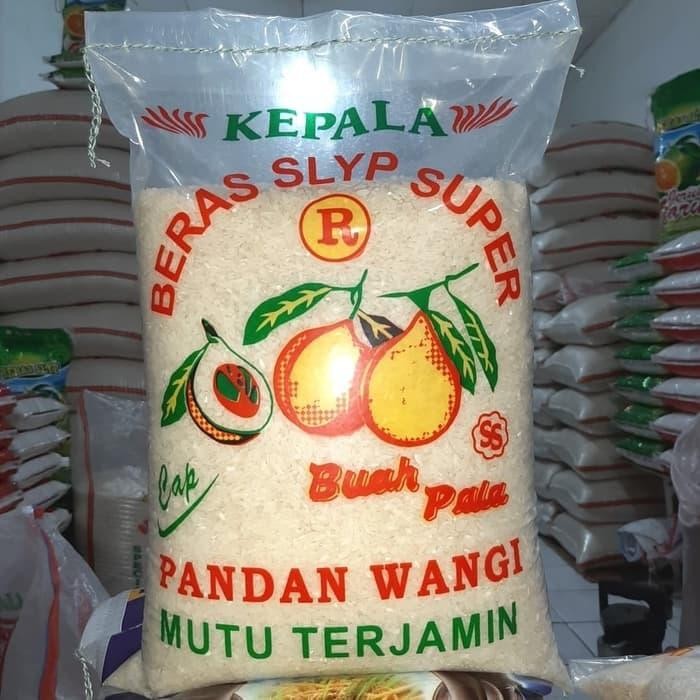 KEPALA
BERAS SLYP SUPER
R
SS
Cap
Buah Pala
PANDAN WANGI
MUTU TERJAMIN